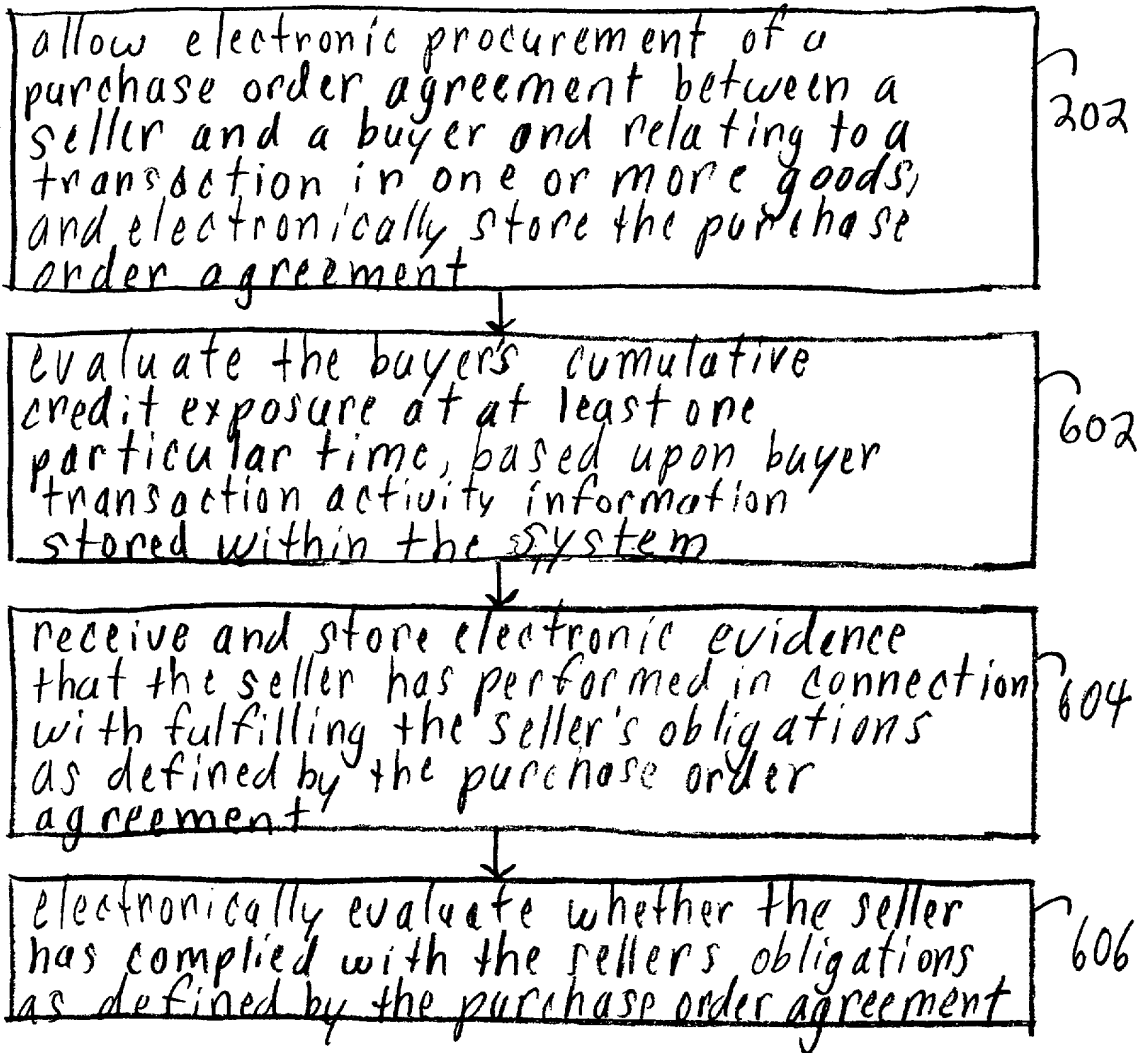 allow electronic procurement of a
purchase order agreement between a
seller and a buyer and relating to a
transaction in one or more goods,
and electronically store the purchase
order agreement
202
evaluate the buyer's cumulative
credit exposure at at least one
particular time, based upon buyer
transaction activity information
stored within the system
602
receive and store electronic evidence
that the seller has performed in connection
with fulfilling the seller's obligations
as defined by the purchase order
agreement
604
electronically evaluate whether the seller
has complied with the sellers obligations
as defined by the purchase order agreement
606